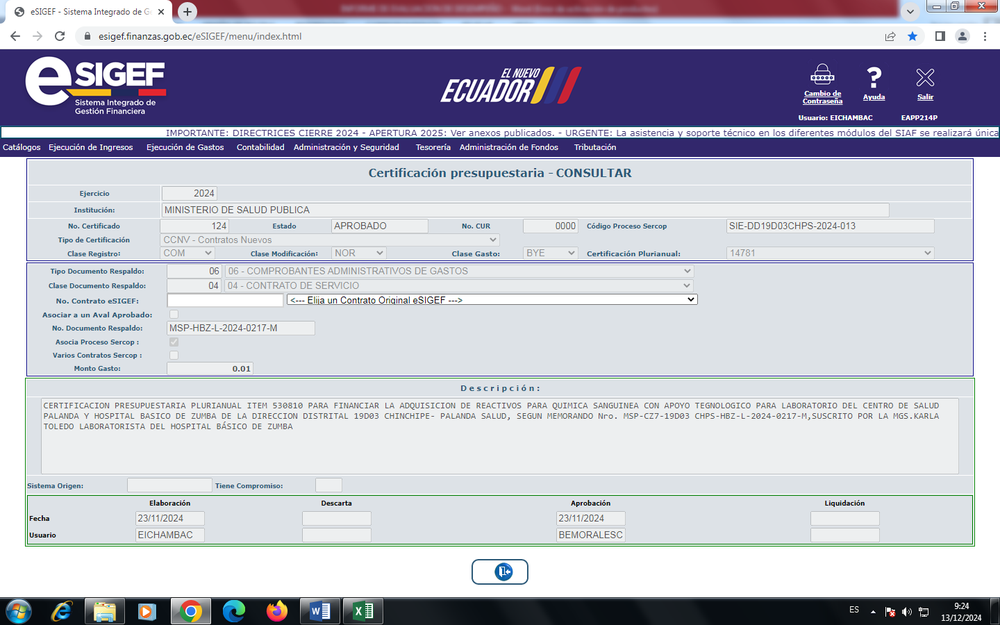 eSIGEF - Sistema Integrado de G
esigef.finanzas.gob.ec/eSIGEF/menu/index.html
eSIGEF
Sistema Integrado de
Gestión Financiera
EL NUEVO
ECUADOR
Cambio de
Contraseña
Ayuda
Salir
Usuario: EICHAMBAC
EAPP214P
IMPORTANTE: DIRECTRICES CIERRE 2024 - APERTURA 2025: Ver anexos publicados. - URGENTE: La asistencia y soporte técnico en los diferentes módulos del SIAF se realizará única
Catálogos Ejecución de Ingresos Ejecución de Gastos Contabilidad Administración y Seguridad Tesorería Administración de Fondos Tributación
Certificación presupuestaria - CONSULTAR
Ejercicio 2024
Institución: MINISTERIO DE SALUD PUBLICA
No. Certificado 124 Estado APROBADO No. CUR 0000 Código Proceso Sercop SIE-DD19D03CHPS-2024-013
Tipo de Certificación CCNV - Contratos Nuevos
Clase Registro: COM Clase Modificación: NOR Clase Gasto: BYE Certificación Plurianual: 14781
Tipo Documento Respaldo: 06 06 - COMPROBANTES ADMINISTRATIVOS DE GASTOS
Clase Documento Respaldo: 04 04 - CONTRATO DE SERVICIO
No. Contrato eSIGEF: <--- Elija un Contrato Original eSIGEF --->
Asociar a un Aval Aprobado:
No. Documento Respaldo: MSP-HBZ-L-2024-0217-M
Asocia Proceso Sercop :
Varios Contratos Sercop :
Monto Gasto: 0.01
Descripción:
CERTIFICACION PRESUPUESTARIA PLURIANUAL ITEM 530810 PARA FINANCIAR LA ADQUISICION DE REACTIVOS PARA QUIMICA SANGUINEA CON APOYO TEGNOLOGICO PARA LABORATORIO DEL CENTRO DE SALUD
PALANDA Y HOSPITAL BASICO DE ZUMBA DE LA DIRECCION DISTRITAL 19D03 CHINCHIPE- PALANDA SALUD, SEGUN MEMORANDO Nro. MSP-CZ7-19D03 CHPS-HBZ-L-2024-0217-M,SUSCRITO POR LA MGS.KARLA
TOLEDO LABORATORISTA DEL HOSPITAL BÁSICO DE ZUMBA
Sistema Origen: Tiene Compromiso:
Elaboración Descarta Aprobación Liquidación
Fecha 23/11/2024 23/11/2024
Usuario EICHAMBAC BEMORALESC
ES
9:24
13/12/2024